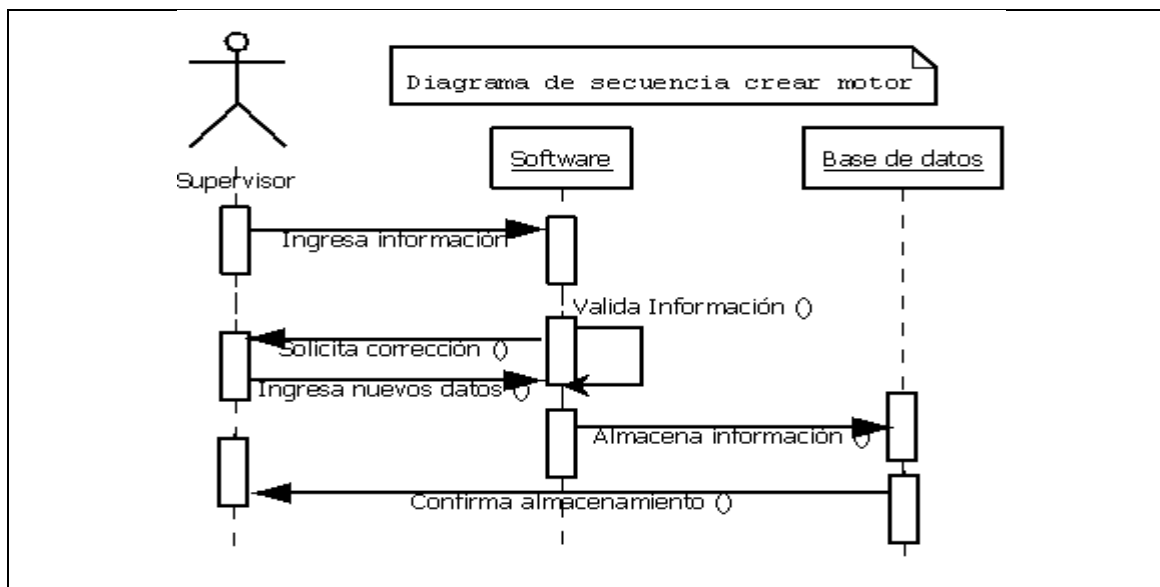 Diagrama de secuencia crear motor
Software
Base de datos
Supervisor
Ingresa información
Valida Información ()
Solicita corrección ()
Ingresa nuevos datos ()
Almacena información ()
Confirma almacenamiento ()